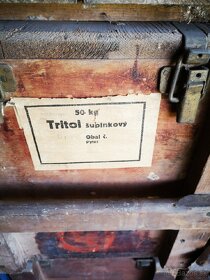 50 kg
Tritol šupinkový
Obal č.